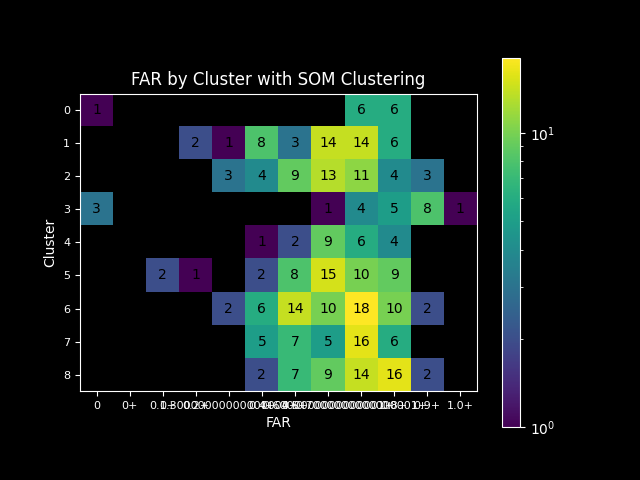 FAR by Cluster with SOM Clustering
0 1 6 6
1 2 1 8 3 14 14 6
2 3 4 9 13 11 4 3
3 3 1 4 5 8 1
4 1 2 9 6 4
5 2 1 2 8 15 10 9
6 2 6 14 10 18 10 2
7 5 7 5 16 6
8 2 7 9 14 16 2
0 0+ 1.0+
FAR
Cluster
10¹
10⁰